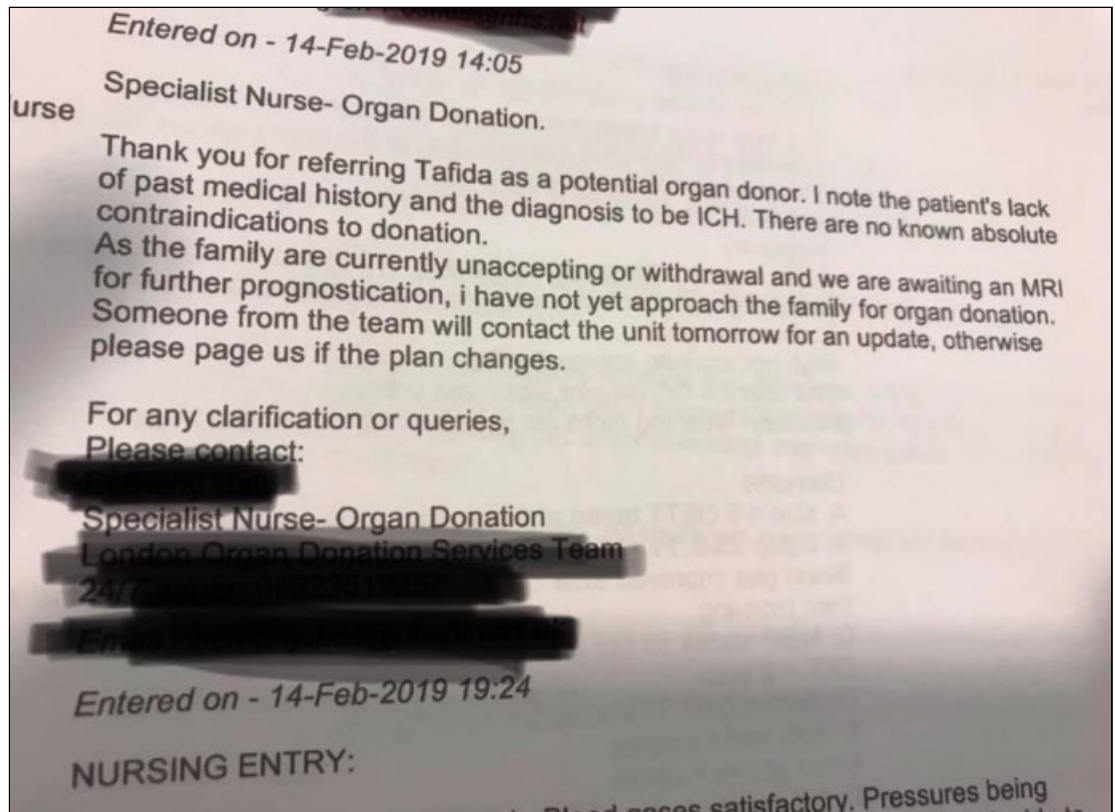 Entered on - 14-Feb-2019 14:05
Specialist Nurse- Organ Donation.
urse
Thank you for referring Tafida as a potential organ donor. I note the patient's lack
of past medical history and the diagnosis to be ICH. There are no known absolute
contraindications to donation.
As the family are currently unaccepting or withdrawal and we are awaiting an MRI
for further prognostication, i have not yet approach the family for organ donation.
Someone from the team will contact the unit tomorrow for an update, otherwise
please page us if the plan changes.
For any clarification or queries,
Please contact:
Specialist Nurse- Organ Donation
London Organ Donation Services Team
24/7
Entered on - 14-Feb-2019 19:24
NURSING ENTRY:
Blood gases satisfactory. Pressures being